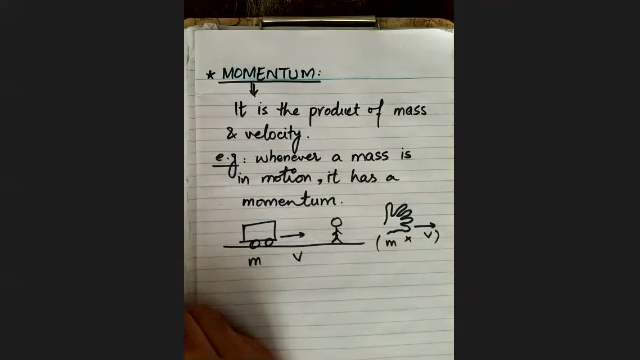 * MOMENTUM:
It is the product of mass
& velocity.
e.g: whenever a mass is
in motion, it has a
momentum.
(m x v)
m v